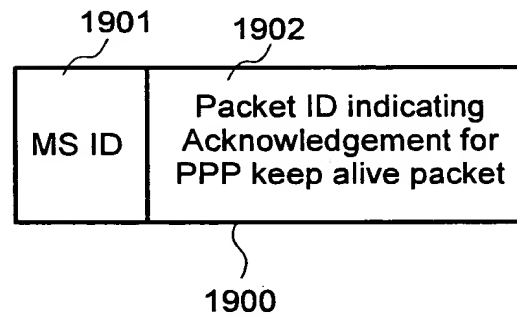 1901
1902
MS ID
Packet ID indicating
Acknowledgement for
PPP keep alive packet
1900